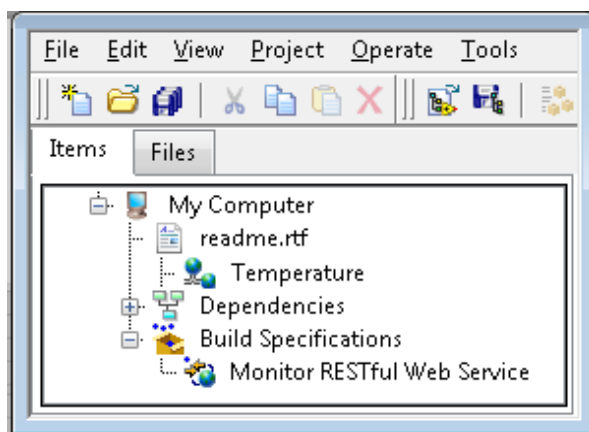 File Edit View Project Operate Tools
Items Files
My Computer
readme.rtf
Temperature
Dependencies
Build Specifications
Monitor RESTful Web Service